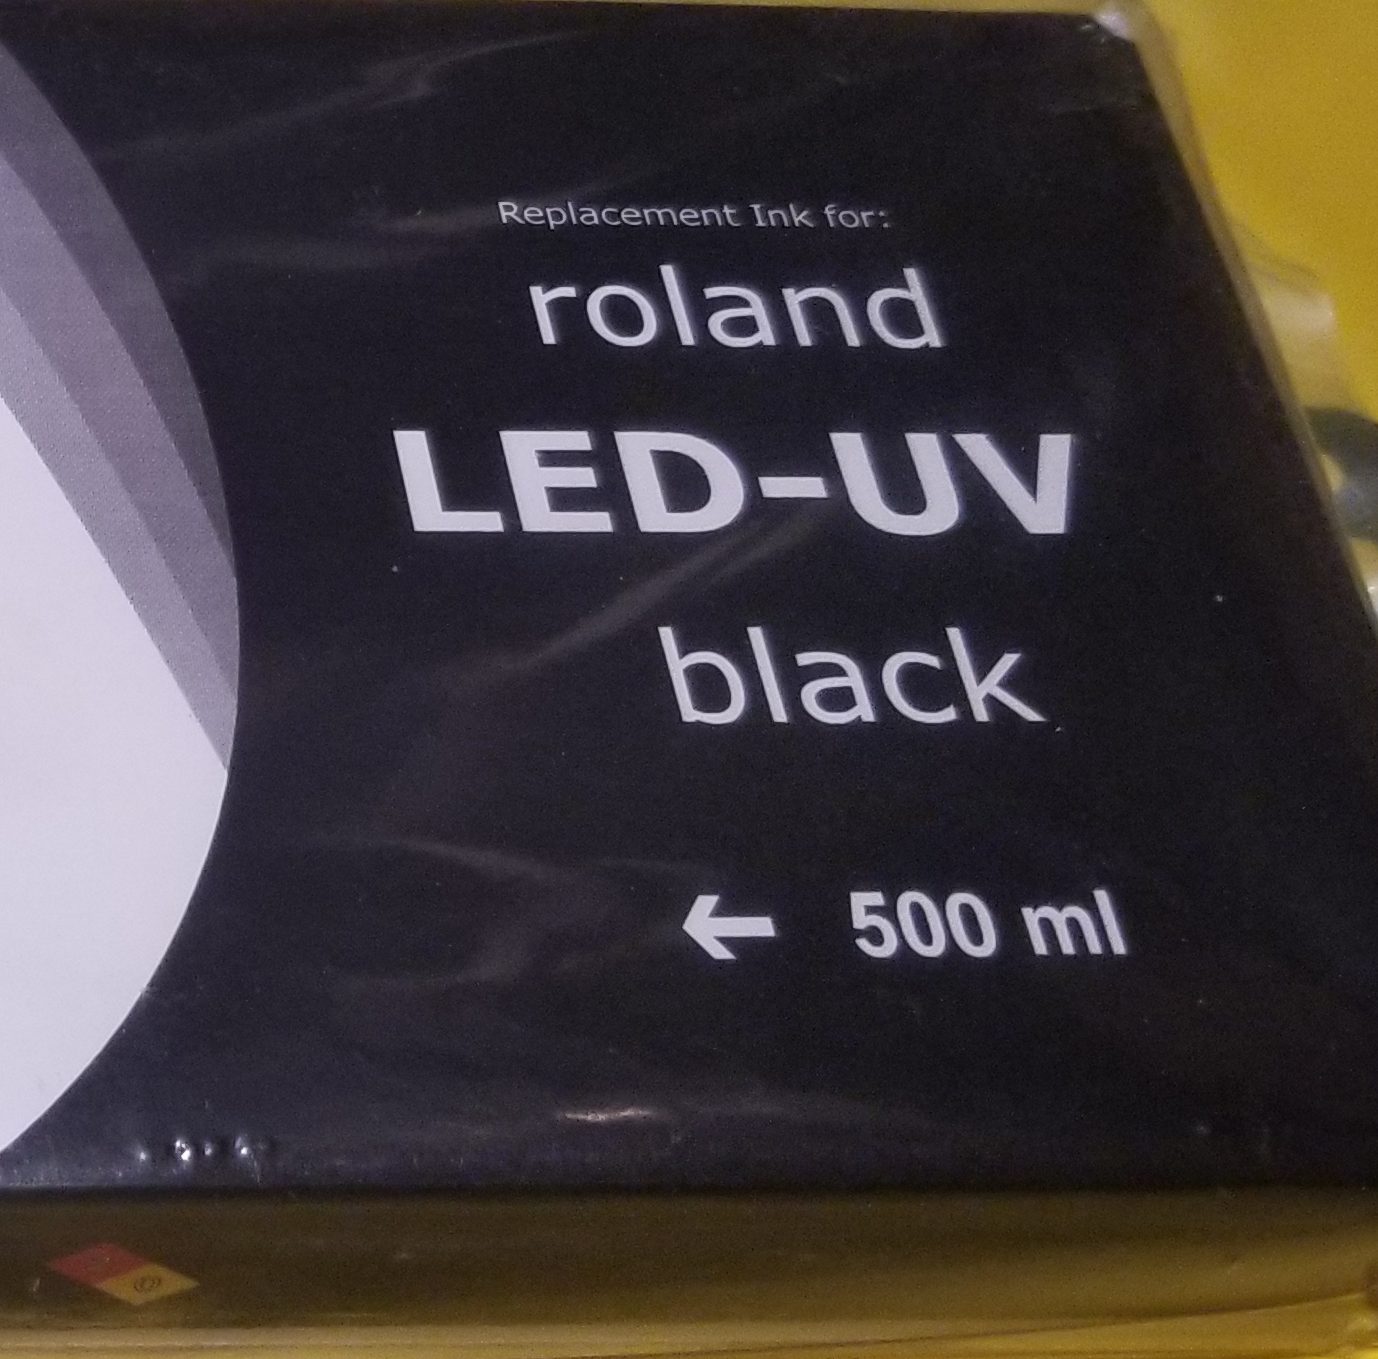 Replacement Ink for:
roland
LED-UV
black
← 500 ml